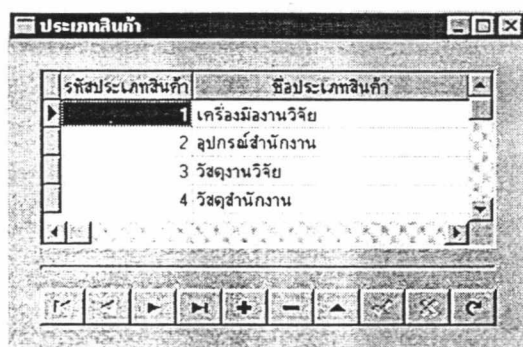 ประเภทสินค้า
รหัสประเภทสินค้า ชื่อประเภทสินค้า
1 เครื่องมืองานวิจัย
2 อุปกรณ์สำนักงาน
3 วัสดุงานวิจัย
4 วัสดุสำนักงาน